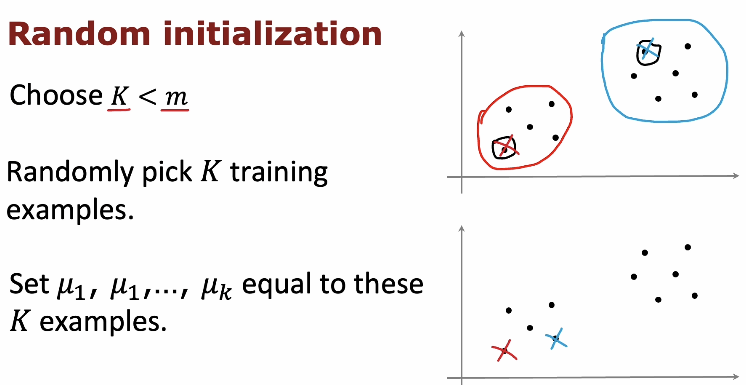 Random initialization
Choose K < m
Randomly pick K training
examples.
Set μ₁, μ₁,..., μₖ equal to these
K examples.